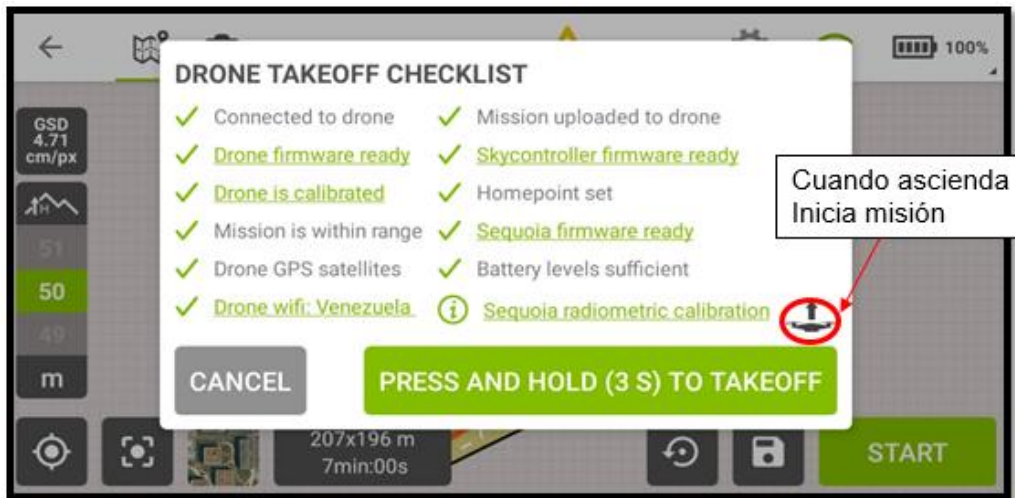 100%
DRONE TAKEOFF CHECKLIST
Connected to drone
Mission uploaded to drone
Drone firmware ready
Skycontroller firmware ready
Drone is calibrated
Homepoint set
Mission is within range
Sequoia firmware ready
Drone GPS satellites
Battery levels sufficient
Drone wifi: Venezuela
Sequoia radiometric calibration
CANCEL
PRESS AND HOLD (3 S) TO TAKEOFF
GSD
4.71
cm/px
H
51
50
49
m
Cuando ascienda
Inicia misión
207x196 m
7min:00s
START